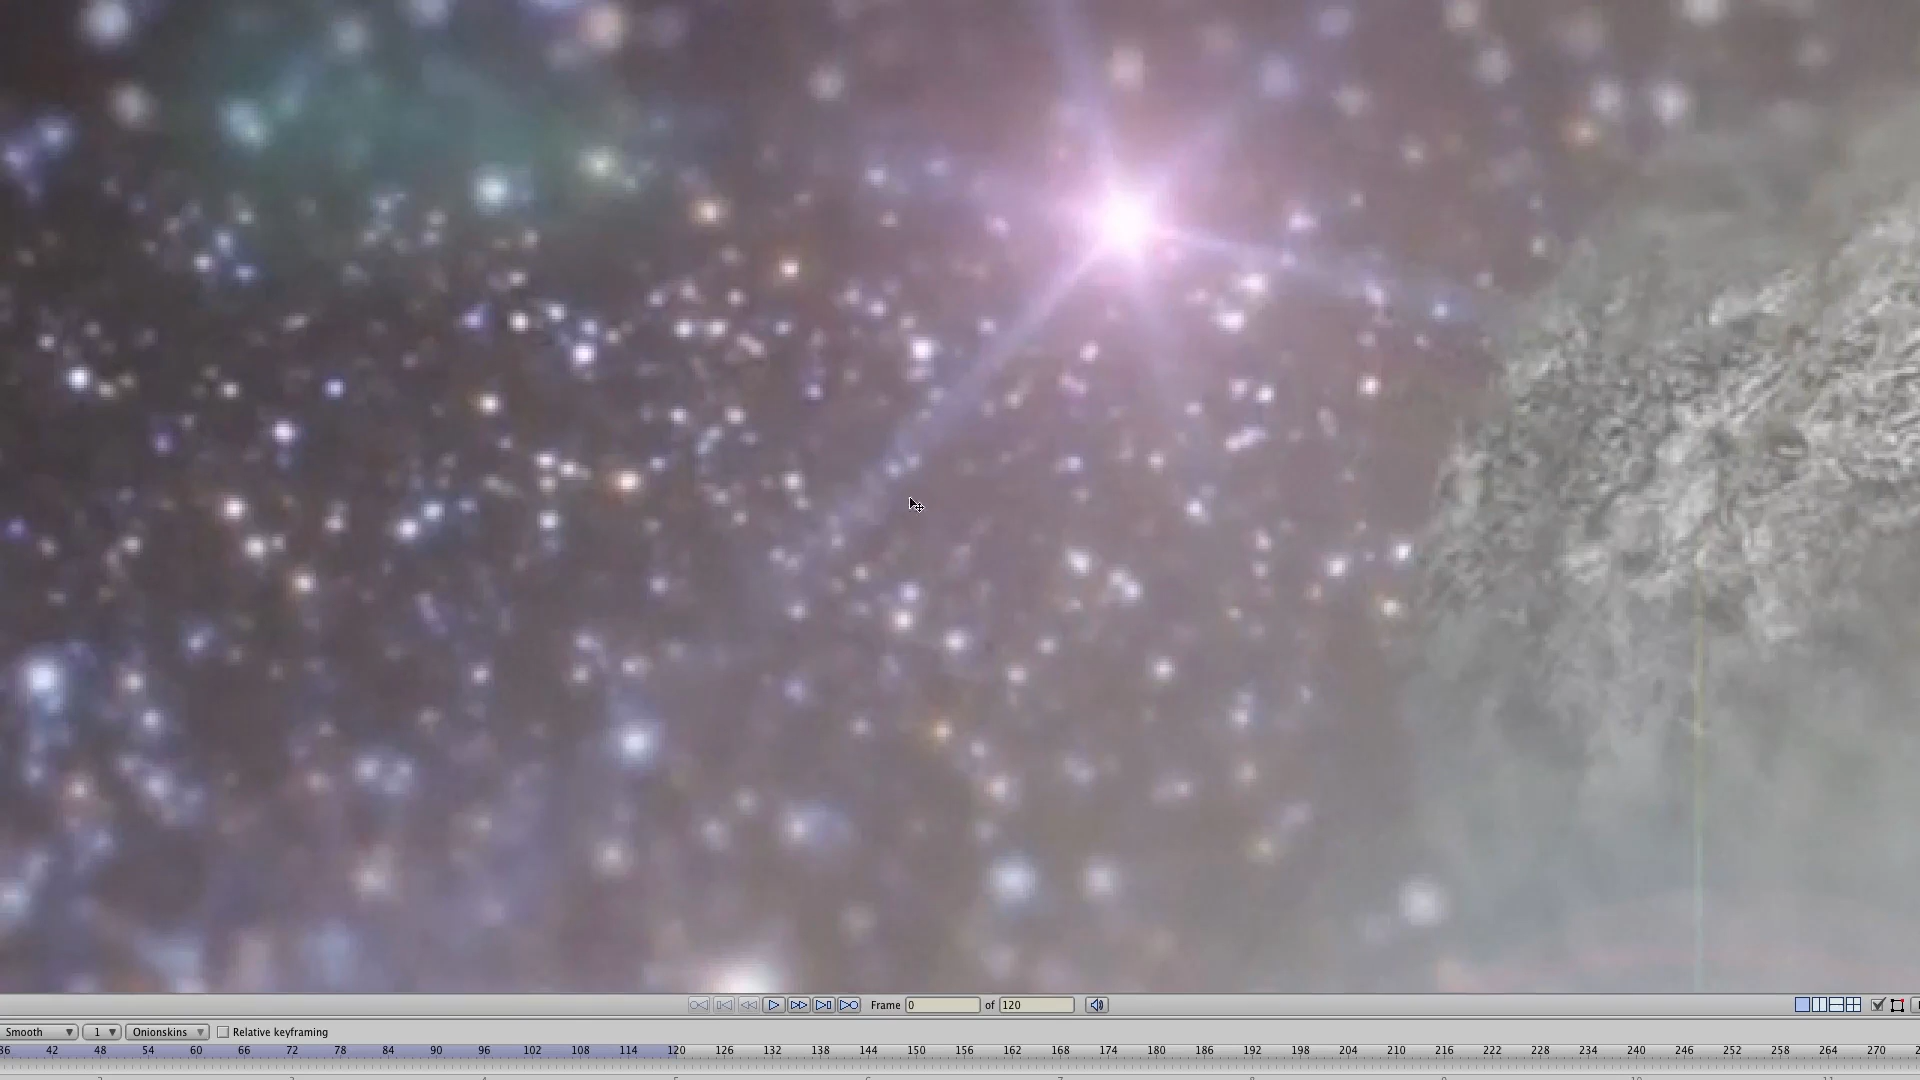 Frame 0 of 120
Smooth 1 Onionskins Relative keyframing
36 42 48 54 60 66 72 78 84 90 96 102 108 114 120 126 132 138 144 150 156 162 168 174 180 186 192 198 204 210 216 222 228 234 240 246 252 258 264 270